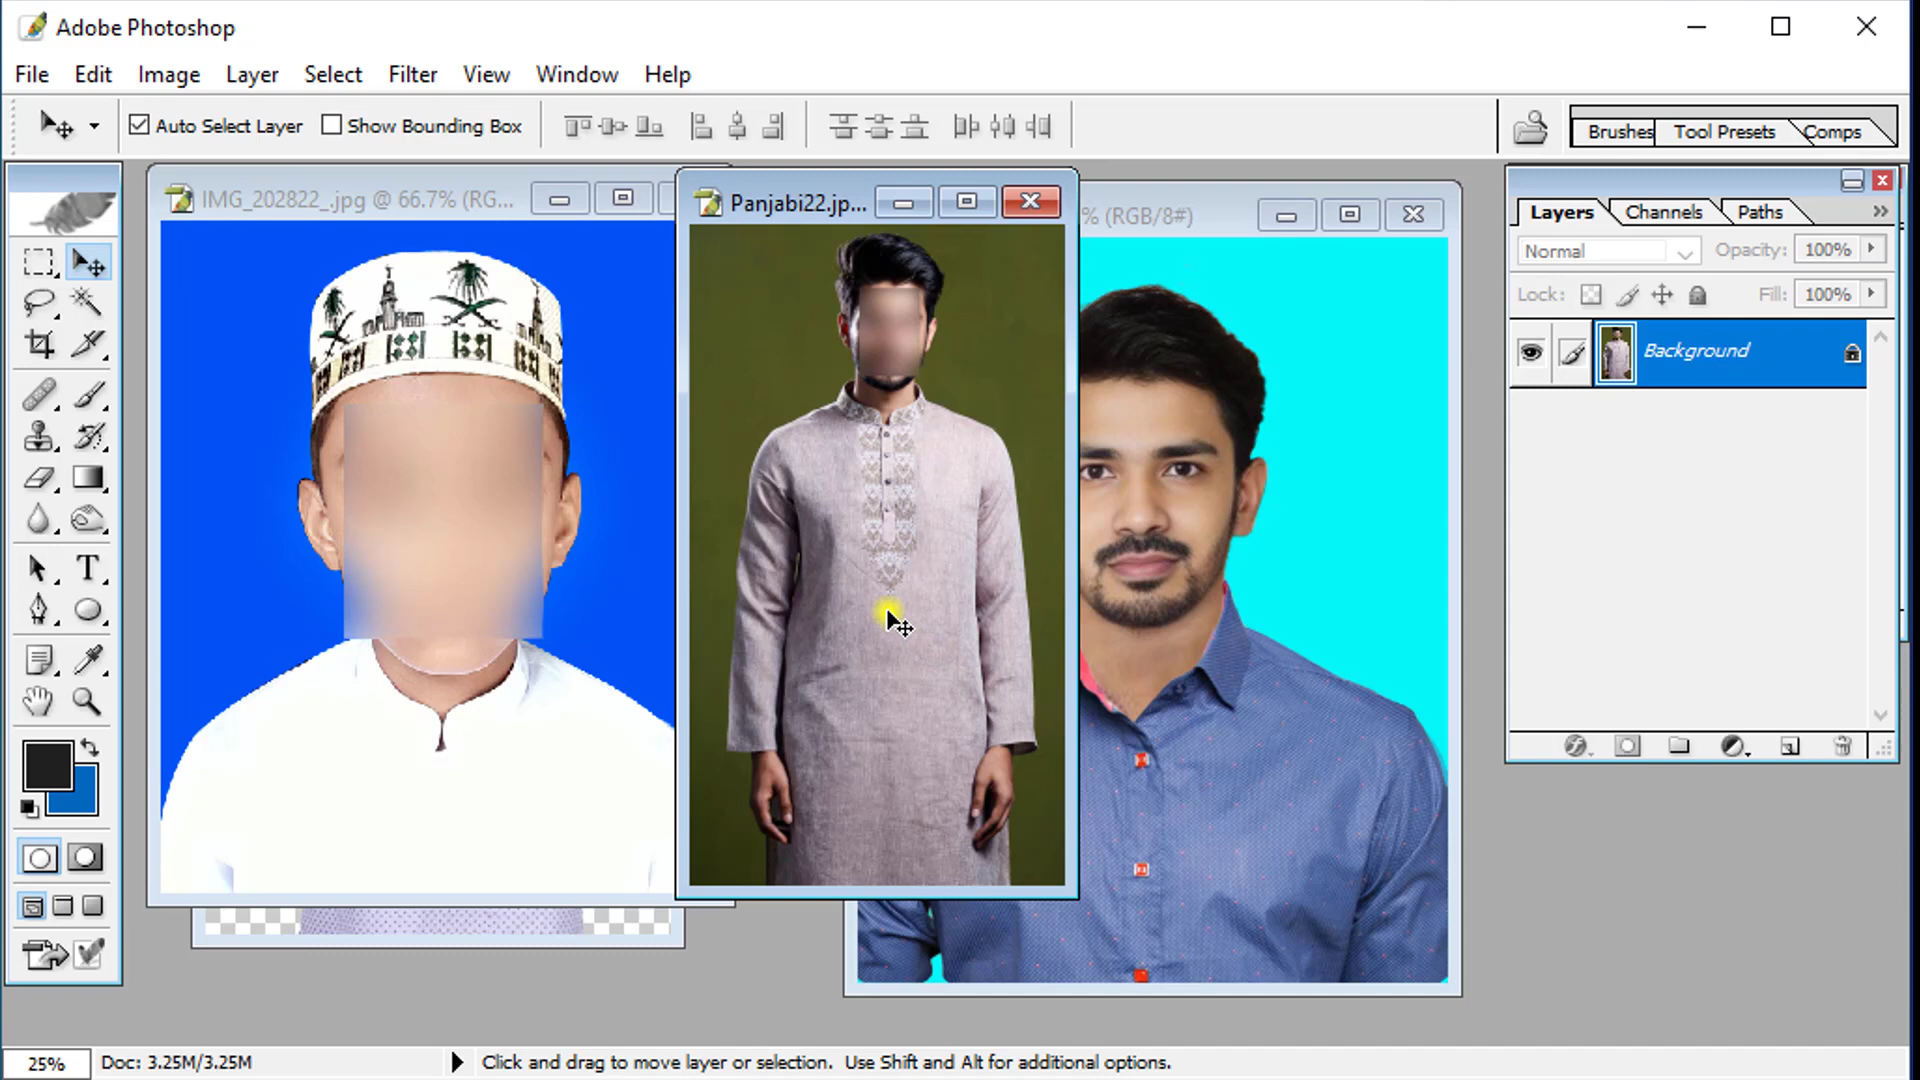 Adobe Photoshop
File Edit Image Layer Select Filter View Window Help
Auto Select Layer Show Bounding Box
Brushes Tool Presets Comps
IMG_202822_.jpg @ 66.7% (RG...
Panjabi22.jp...
% (RGB/8#)
Layers Channels Paths
Normal Opacity: 100%
Lock: Fill: 100%
Background
T
25% Doc: 3.25M/3.25M Click and drag to move layer or selection. Use Shift and Alt for additional options.